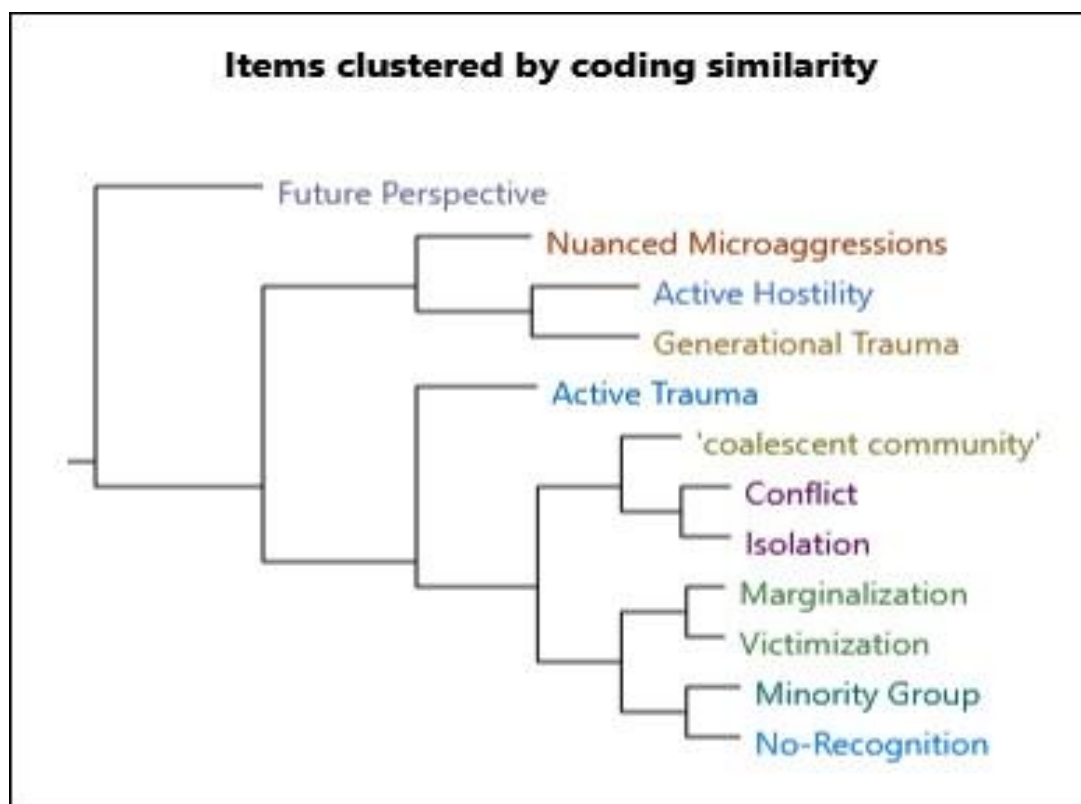 Items clustered by coding similarity
Future Perspective
Nuanced Microaggressions
Active Hostility
Generational Trauma
Active Trauma
'coalescent community'
Conflict
Isolation
Marginalization
Victimization
Minority Group
No-Recognition